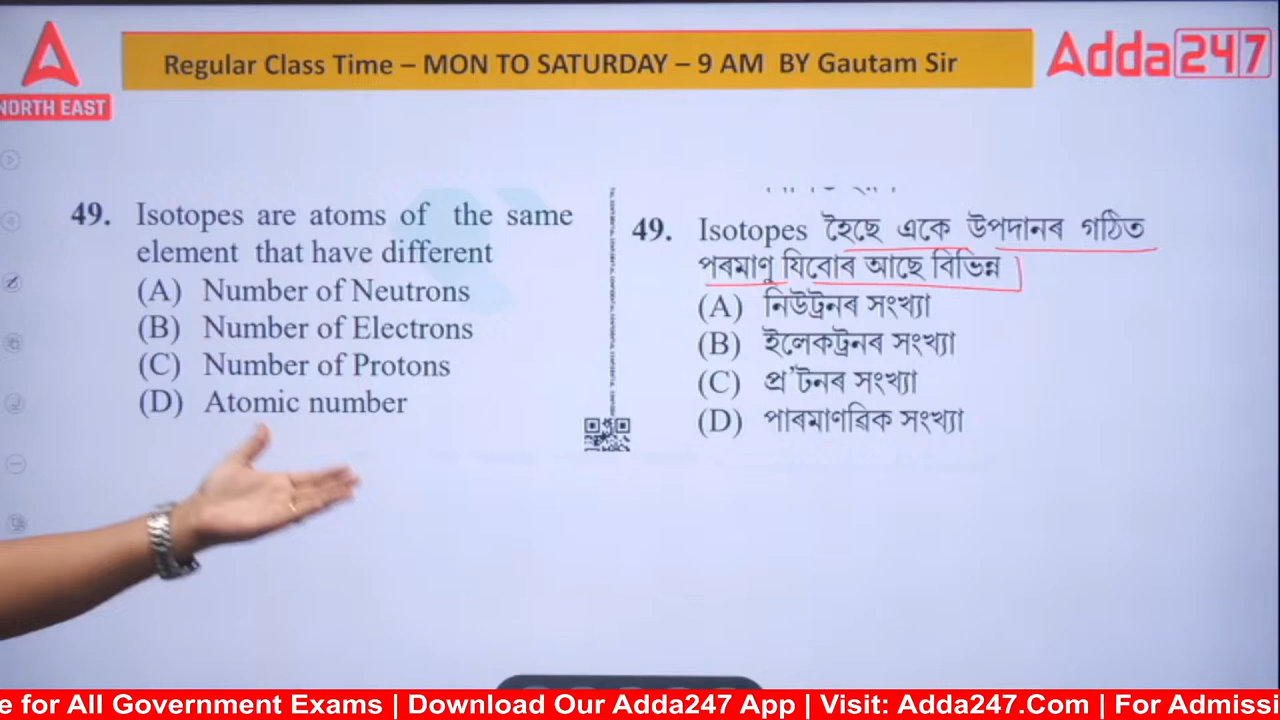 Regular Class Time – MON TO SATURDAY – 9 AM BY Gautam Sir
Adda247
NORTH EAST
49. Isotopes are atoms of the same
element that have different
(A) Number of Neutrons
(B) Number of Electrons
(C) Number of Protons
(D) Atomic number
49. Isotopes হৈছে একে উপদানৰ গঠিত
পৰমাণু যিবোৰ আছে বিভিন্ন
(A) নিউট্ৰনৰ সংখ্যা
(B) ইলেকট্ৰনৰ সংখ্যা
(C) প্ৰ'টনৰ সংখ্যা
(D) পাৰমাণৱিক সংখ্যা
e for All Government Exams | Download Our Adda247 App | Visit: Adda247.Com | For Admissi